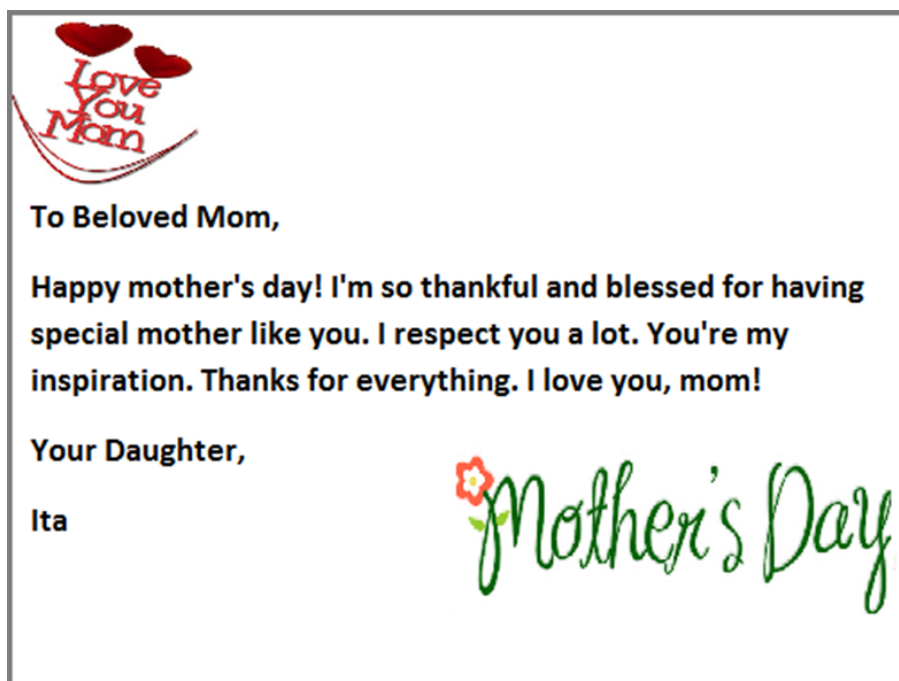 Love
You
Mom
To Beloved Mom,
Happy mother's day! I'm so thankful and blessed for having
special mother like you. I respect you a lot. You're my
inspiration. Thanks for everything. I love you, mom!
Your Daughter,
Ita
Mother's Day